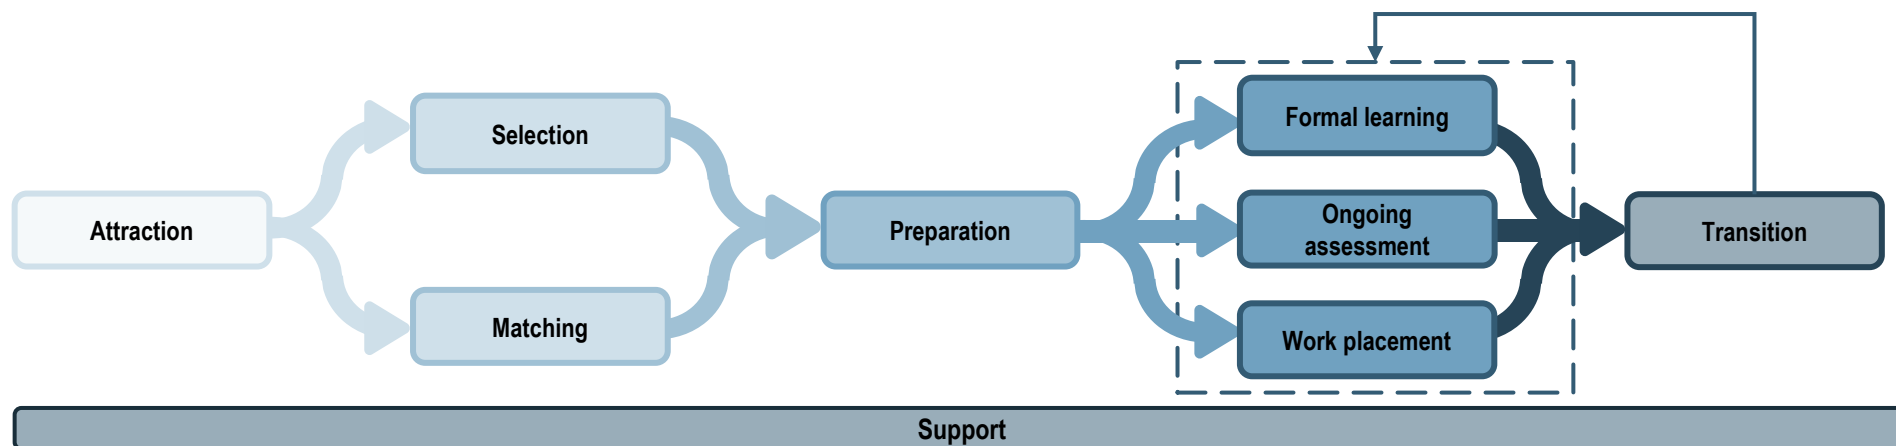 Attraction
Selection
Matching
Preparation
Formal learning
Ongoing
assessment
Work placement
Transition
Support